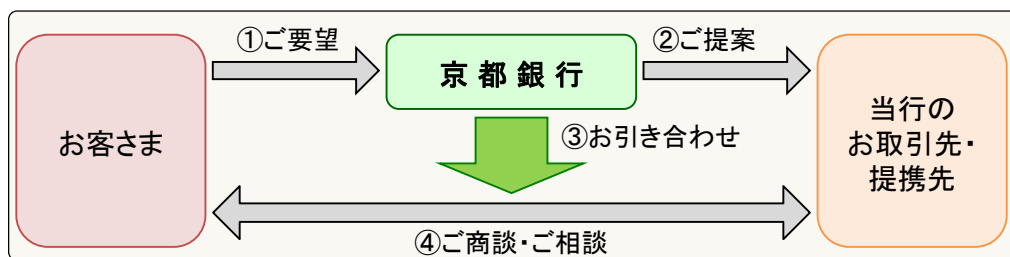 ①ご要望
②ご提案
京都銀行
お客さま
③お引き合わせ
当行の
お取引先・
提携先
④ご商談・ご相談